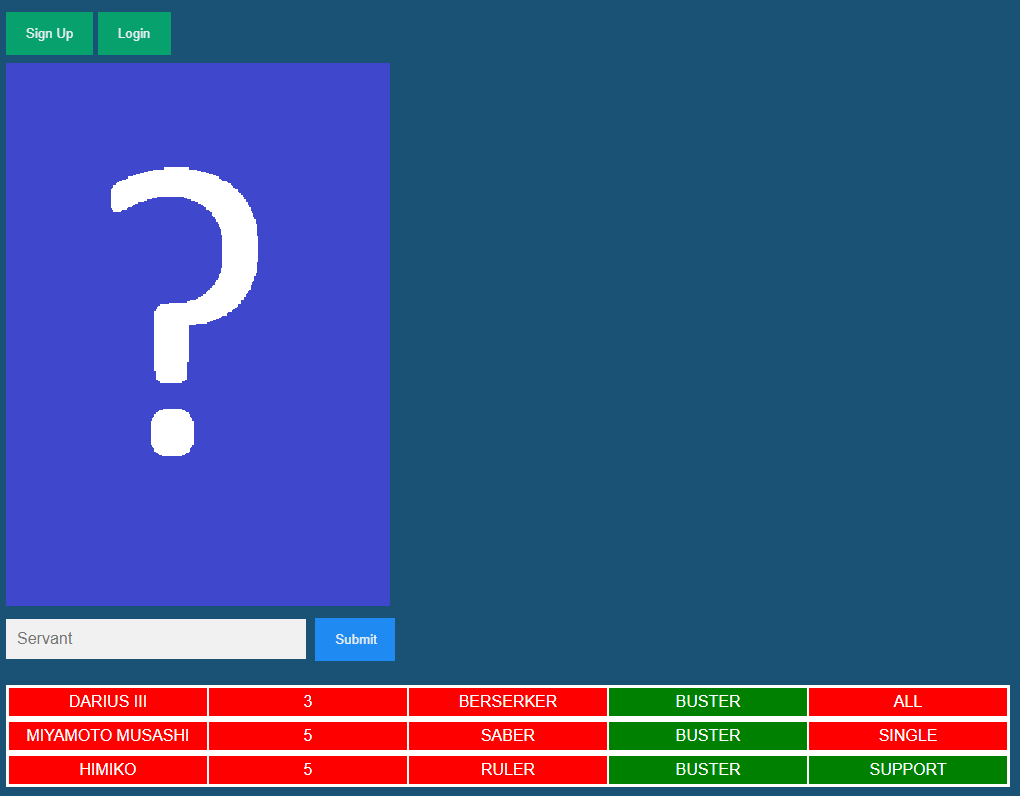 Sign Up Login
?
Servant Submit
DARIUS III 3 BERSERKER BUSTER ALL
MIYAMOTO MUSASHI 5 SABER BUSTER SINGLE
HIMIKO 5 RULER BUSTER SUPPORT